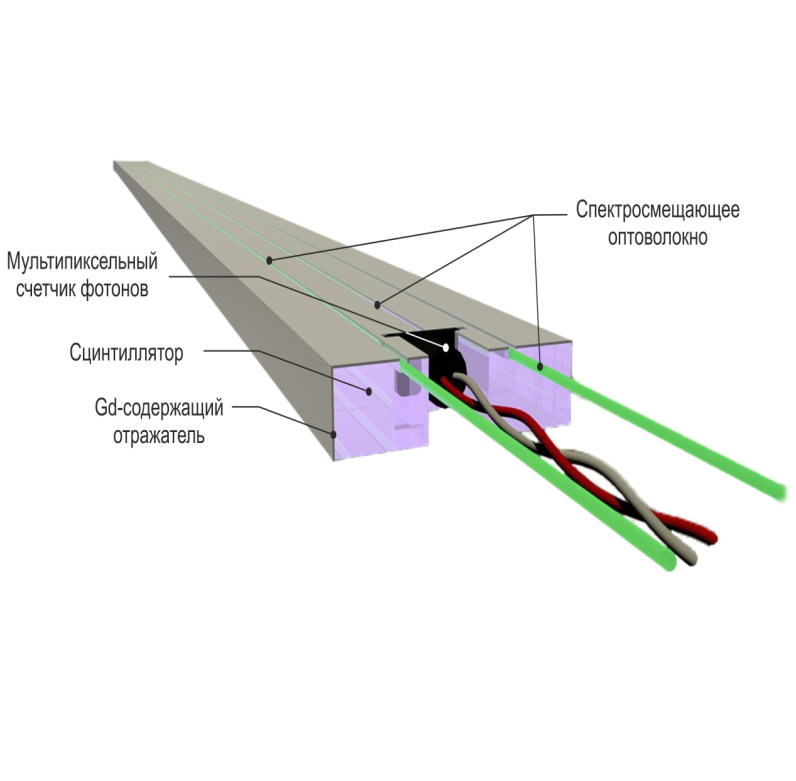 Спектросмещающее
оптоволокно
Мультипиксельный
счетчик фотонов
Сцинтиллятор
Gd-содержащий
отражатель